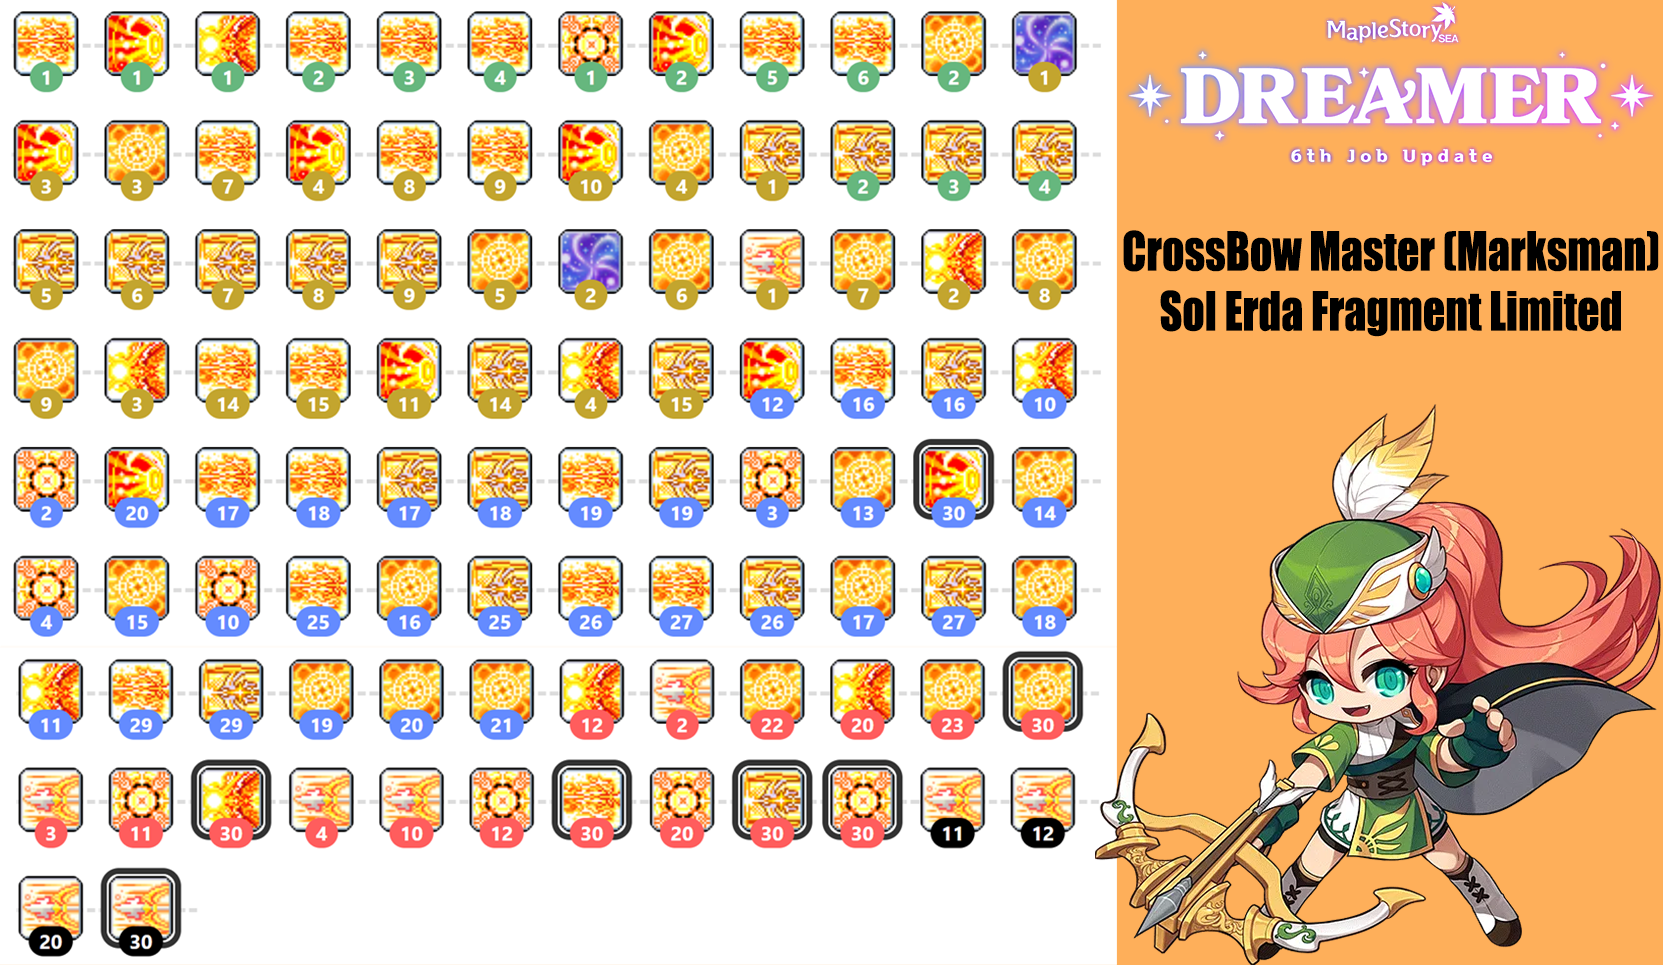 1 1 1 2 3 4 1 2 5 6 2 1
3 3 7 4 8 9 10 4 1 2 3 4
5 6 7 8 9 5 2 6 1 7 2 8
9 3 14 15 11 14 4 15 12 16 16 10
2 20 17 18 17 18 19 19 3 13 30 14
4 15 10 25 16 25 26 27 26 17 27 18
11 29 29 19 20 21 12 2 22 20 23 30
3 11 30 4 10 12 30 20 30 30 11 12
20 30
MapleStory SEA
DREAMER
6th Job Update
CrossBow Master (Marksman)
Sol Erda Fragment Limited